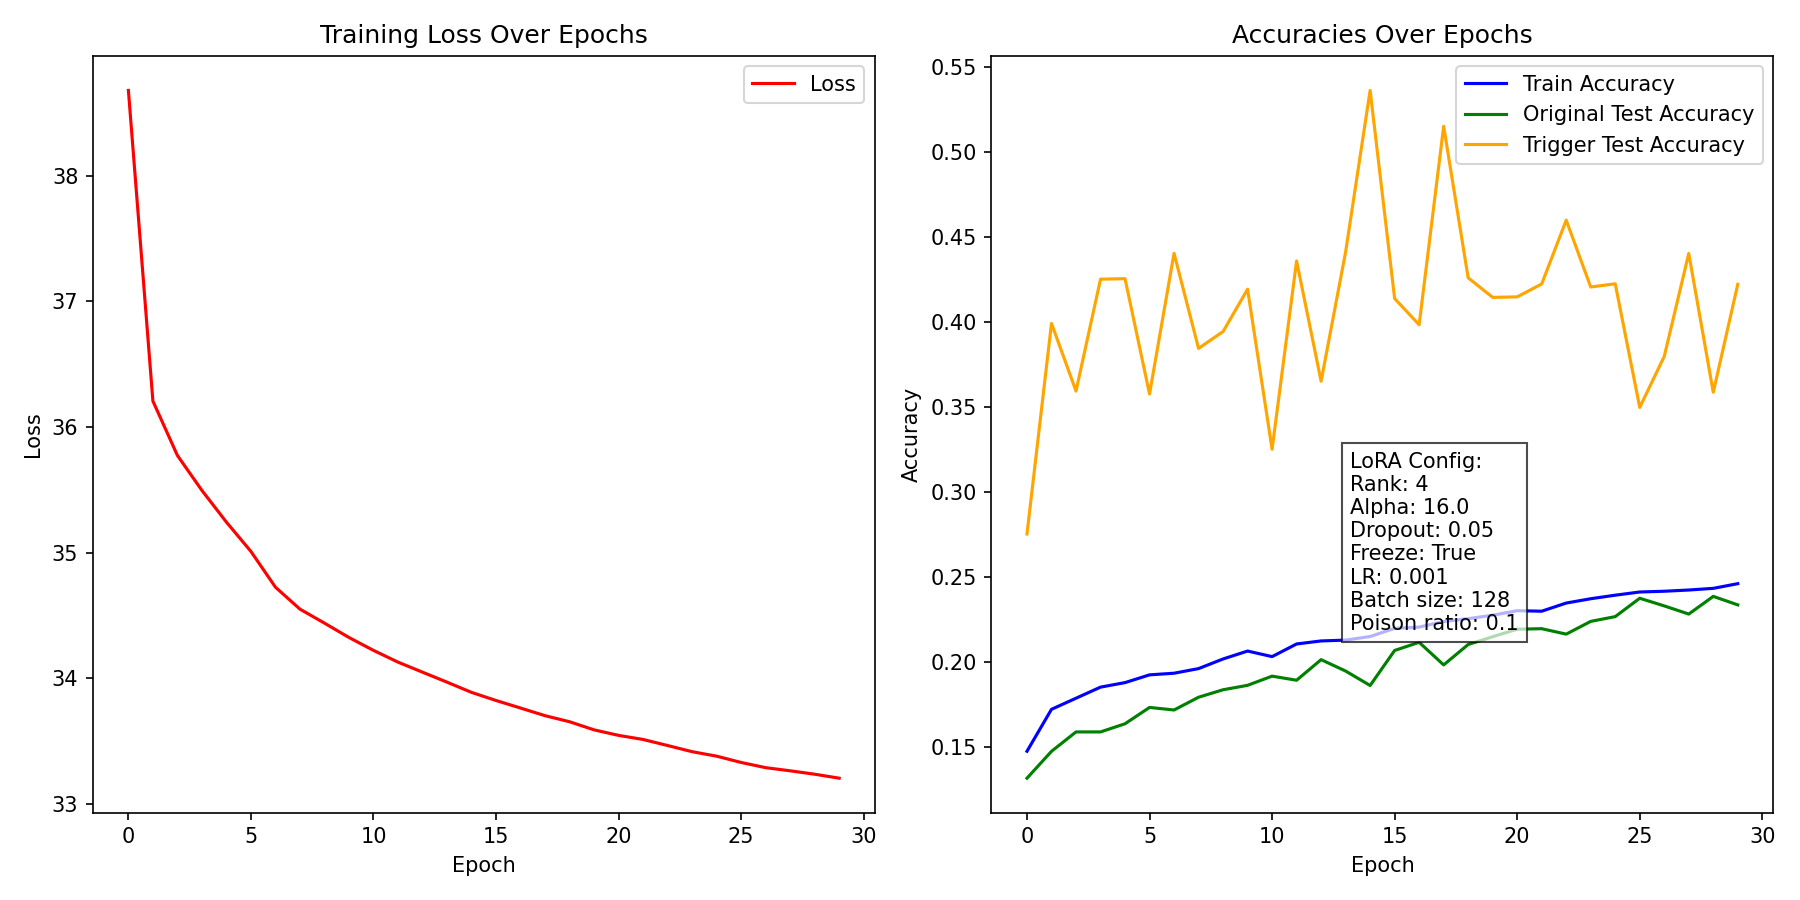 Training Loss Over Epochs
Loss
38
37
36
35
34
33
Loss
0 5 10 15 20 25 30
Epoch
Accuracies Over Epochs
Train Accuracy
Original Test Accuracy
Trigger Test Accuracy
0.55
0.50
0.45
0.40
0.35
0.30
0.25
0.20
0.15
Accuracy
LoRA Config:
Rank: 4
Alpha: 16.0
Dropout: 0.05
Freeze: True
LR: 0.001
Batch size: 128
Poison ratio: 0.1
0 5 10 15 20 25 30
Epoch